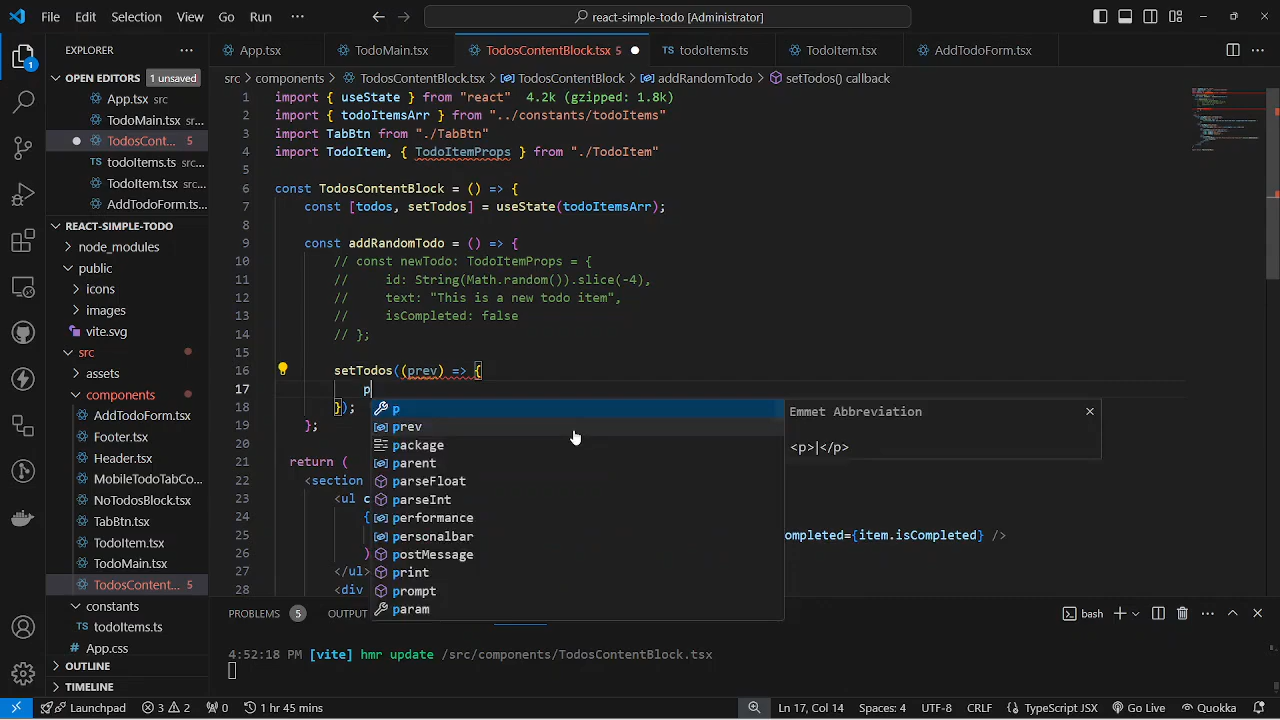 File Edit Selection View Go Run ··· react-simple-todo [Administrator]
EXPLORER
App.tsx TodoMain.tsx TodosContentBlock.tsx 5 todoItems.ts TodoItem.tsx AddTodoForm.tsx
src > components > TodosContentBlock.tsx > TodosContentBlock > addRandomTodo > setTodos() callback
OPEN EDITORS 1 unsaved
App.tsx src
TodoMain.tsx sr...
TodosCont... 5
todoItems.ts sr...
TodoItem.tsx src...
AddTodoForm.ts...
REACT-SIMPLE-TODO
node_modules
public
icons
images
vite.svg
src
assets
components
AddTodoForm.tsx
Footer.tsx
Header.tsx
MobileTodoTabCo...
NoTodosBlock.tsx
TabBtn.tsx
TodoItem.tsx
TodoMain.tsx
TodosContent... 5
constants
todoItems.ts
App.css
OUTLINE
TIMELINE
1 import { useState } from "react" 4.2k (gzipped: 1.8k)
2 import { todoItemsArr } from "../constants/todoItems"
3 import TabBtn from "./TabBtn"
4 import TodoItem, { TodoItemProps } from "./TodoItem"
5
6 const TodosContentBlock = () => {
7 const [todos, setTodos] = useState(todoItemsArr);
8
9 const addRandomTodo = () => {
10 // const newTodo: TodoItemProps = {
11 // id: String(Math.random()).slice(-4),
12 // text: "This is a new todo item",
13 // isCompleted: false
14 // };
15
16 setTodos((prev) => {
17 p
18 });
19 };
20
21 return (
22 <section
23 <ul c
24 {
25 ompleted={item.isCompleted} />
26 )
27 </ul>
28 <div
p
prev
package
parent
parseFloat
parseInt
performance
personalbar
postMessage
print
prompt
param
Emmet Abbreviation
<p>|</p>
PROBLEMS 5 OUTPUT bash
4:52:18 PM [vite] hmr update /src/components/TodosContentBlock.tsx
Launchpad 3 2 0 1 hr 45 mins Ln 17, Col 14 Spaces: 4 UTF-8 CRLF TypeScript JSX Go Live Quokka